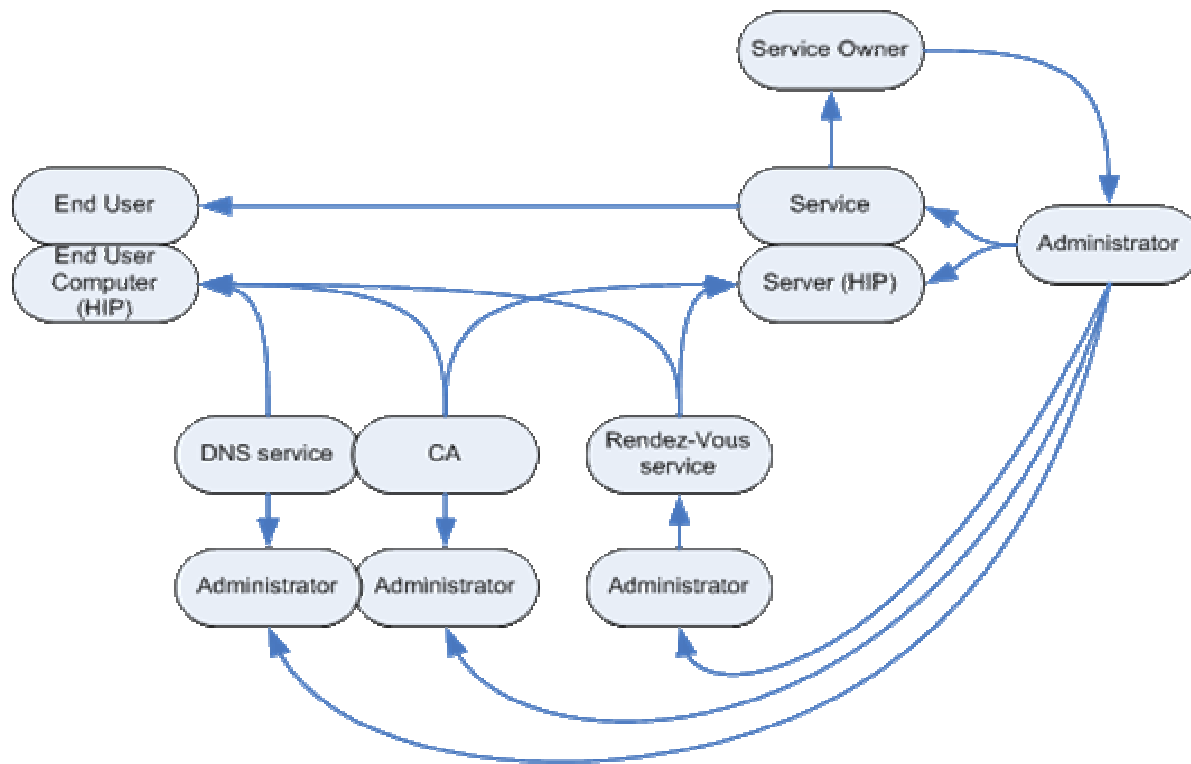 Service Owner
End User
Service
Administrator
End User
Computer
(HIP)
Server (HIP)
DNS service
CA
Rendez-Vous
service
Administrator
Administrator
Administrator